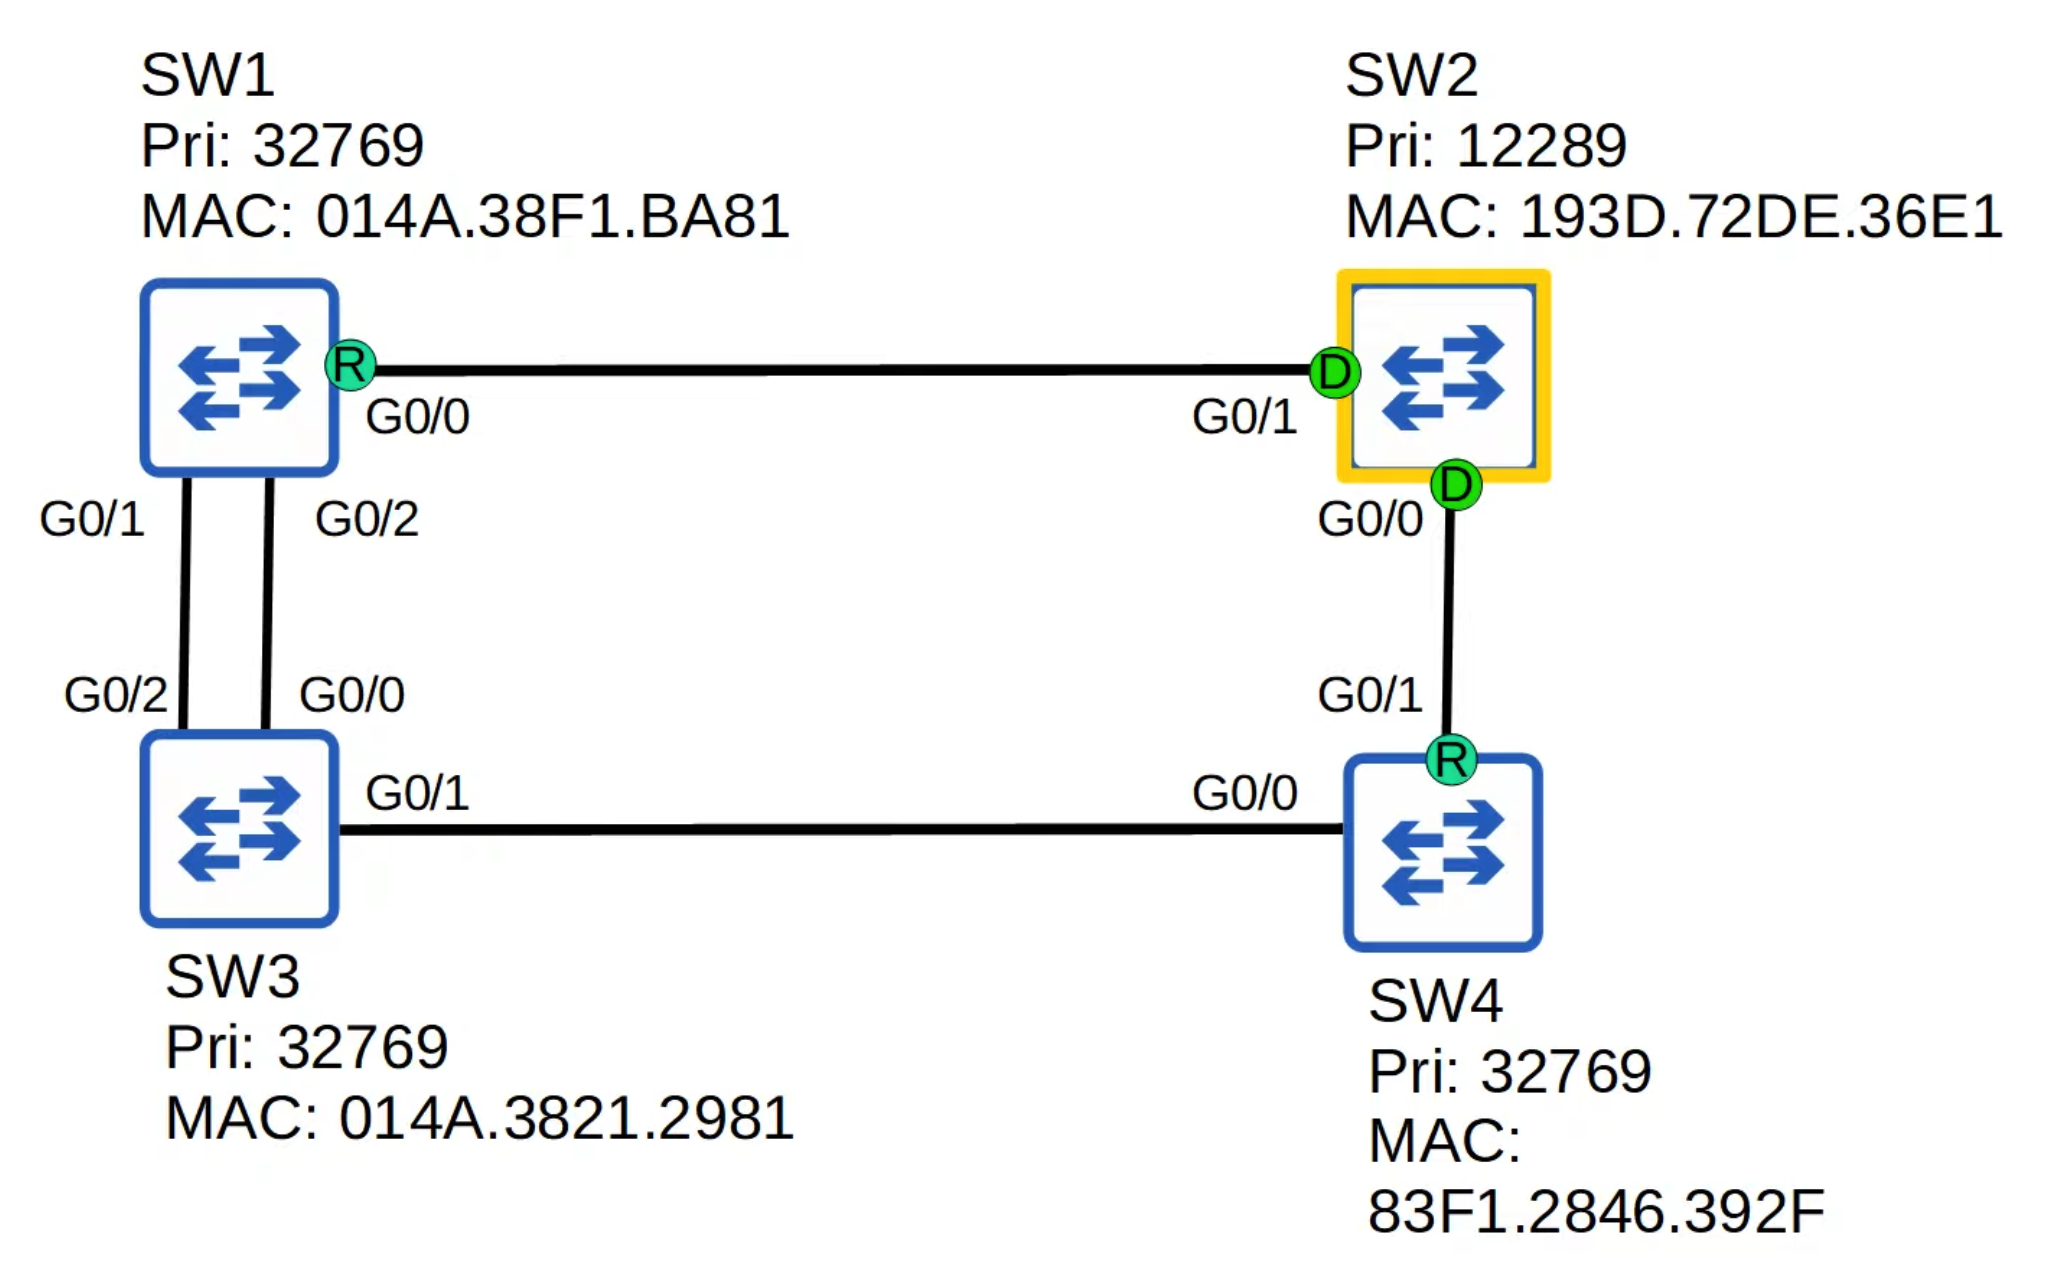 SW1
Pri: 32769
MAC: 014A.38F1.BA81
SW2
Pri: 12289
MAC: 193D.72DE.36E1
R
D
G0/0
G0/1
D
G0/1
G0/2
G0/0
G0/2
G0/0
G0/1
R
G0/1
G0/0
SW3
Pri: 32769
MAC: 014A.3821.2981
SW4
Pri: 32769
MAC:
83F1.2846.392F